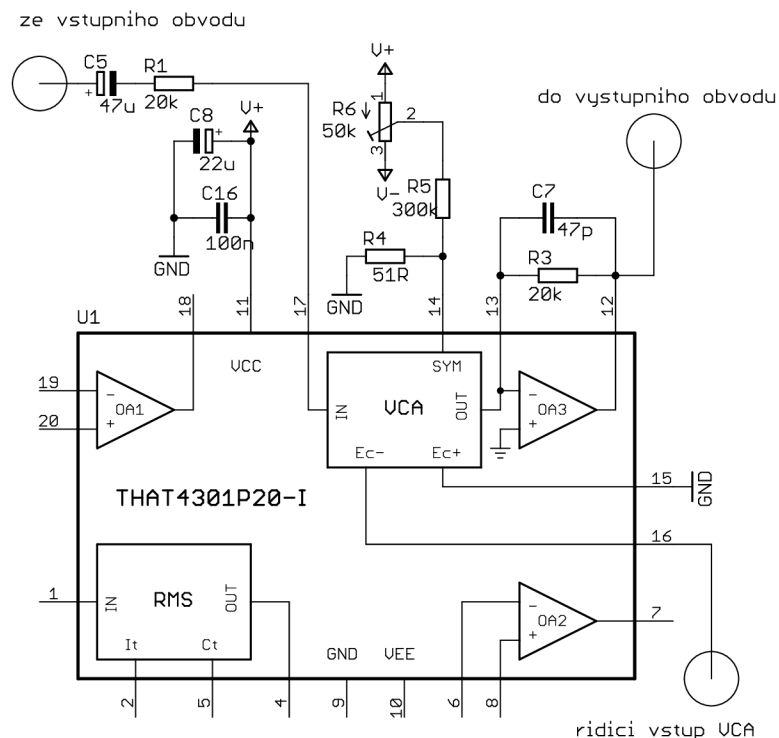 ze vstupniho obvodu
C5
+
47u
R1
20k
C8
+
22u
V+
C16
100n
GND
V+
1
R6
50k
2
3
V-
R5
300k
R4
51R
GND
do vystupniho obvodu
C7
47p
R3
20k
18
11
17
14
13
12
U1
19
20
-
+
OA1
VCC
SYM
IN
VCA
OUT
Ec-
Ec+
-
+
OA3
15
GND
16
THAT4301P20-I
1
IN
RMS
OUT
It
Ct
GND
VEE
-
+
OA2
7
2
5
4
9
10
6
8
ridici vstup VCA